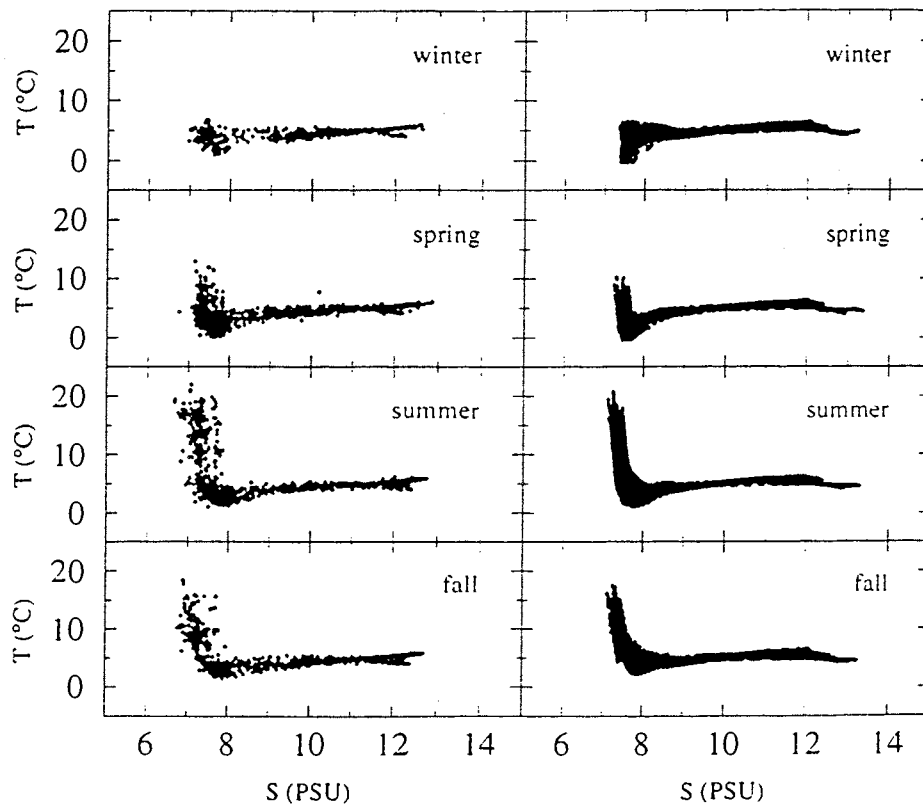 20
10
0
T (°C)
winter
winter
20
10
0
T (°C)
spring
spring
20
10
0
T (°C)
summer
summer
20
10
0
T (°C)
fall
fall
6 8 10 12 14
6 8 10 12 14
S (PSU)
S (PSU)